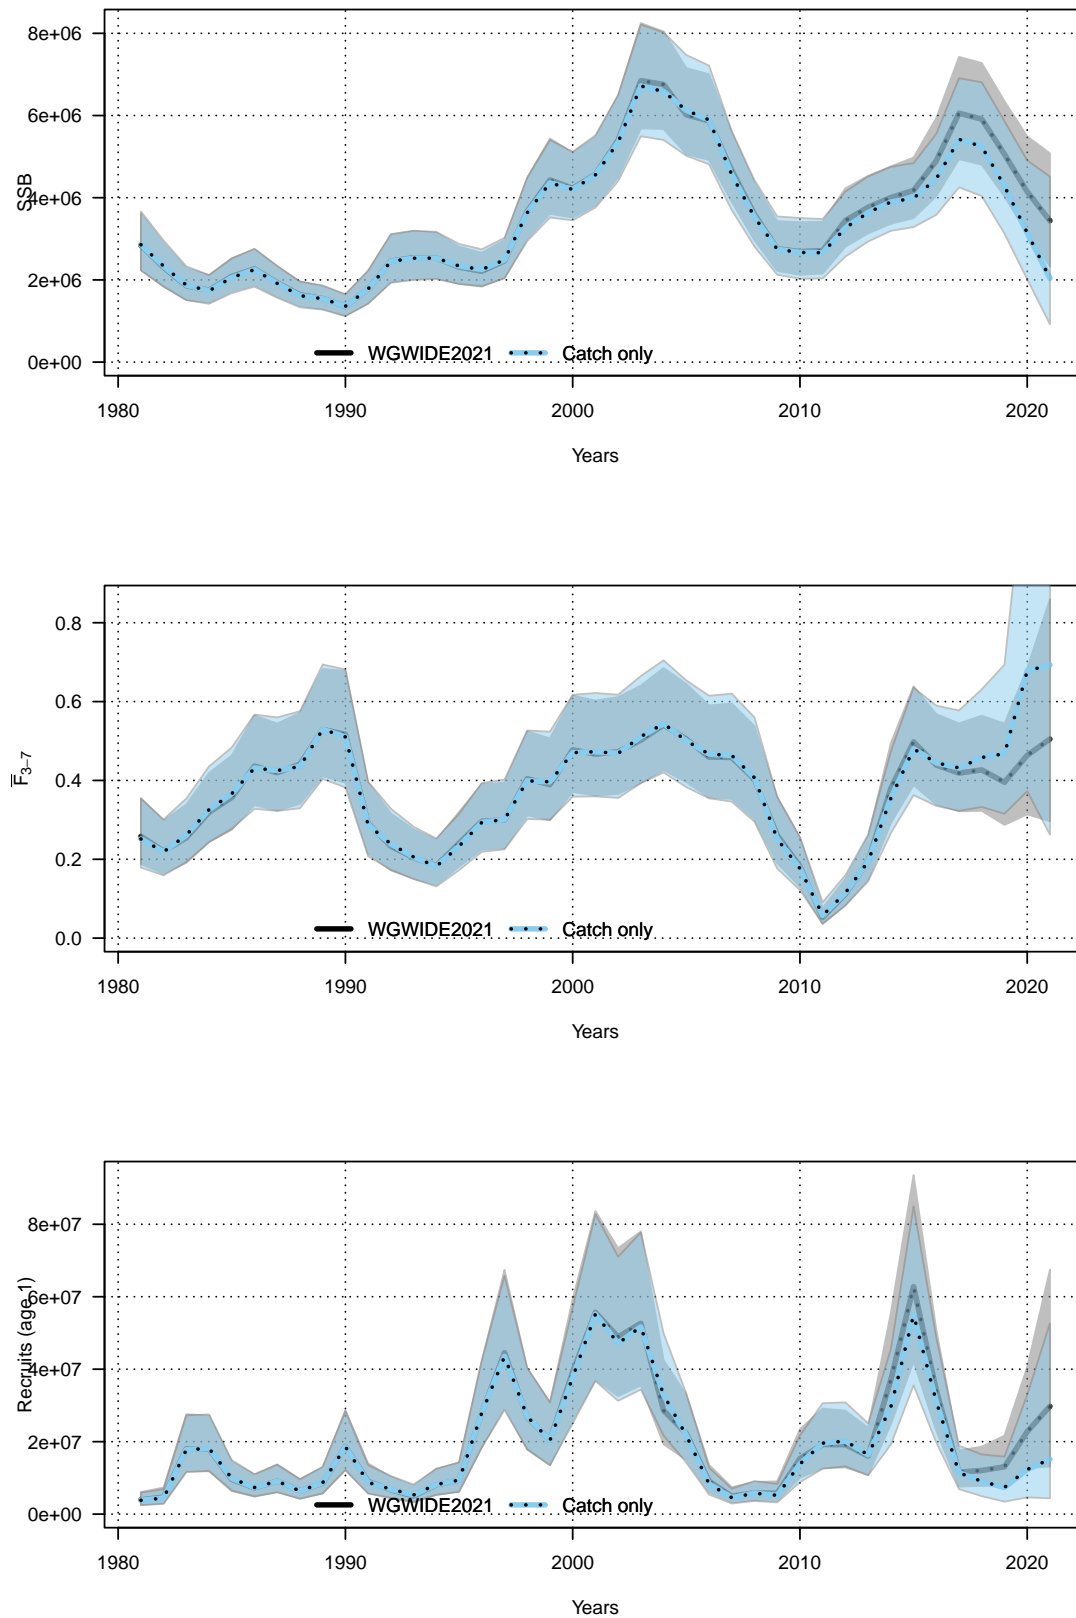 8e+06
6e+06
4e+06
2e+06
0e+00
SSB
WGWIDE2021 Catch only
1980 1990 2000 2010 2020
Years
0.8
0.6
0.4
0.2
0.0
F̅3−7
WGWIDE2021 Catch only
1980 1990 2000 2010 2020
Years
8e+07
6e+07
4e+07
2e+07
0e+00
Recruits (age 1)
WGWIDE2021 Catch only
1980 1990 2000 2010 2020
Years